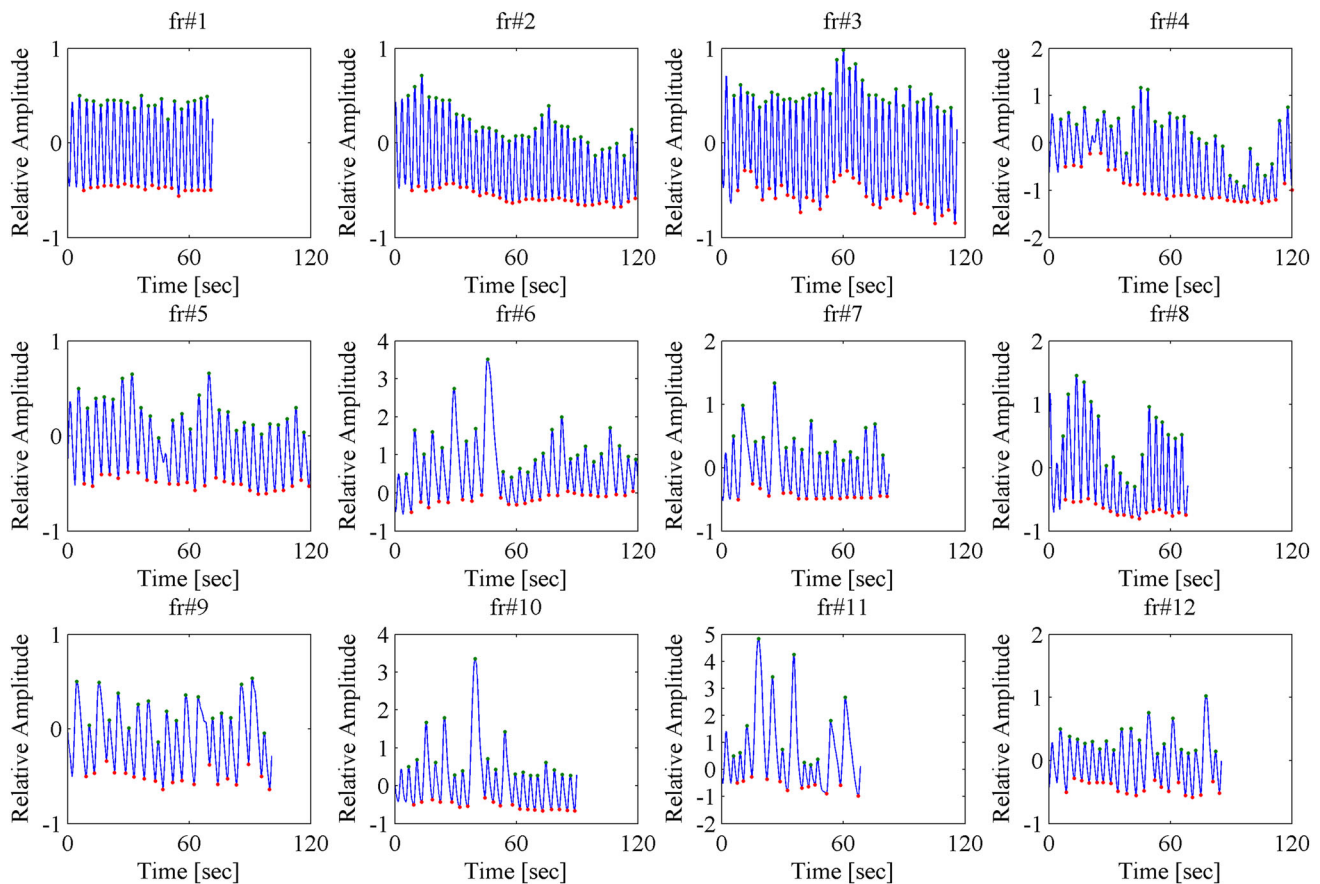 fr#1
fr#2
fr#3
fr#4
Relative Amplitude
1
0
-1
0
60
120
Time [sec]
Relative Amplitude
1
0
-1
0
60
120
Time [sec]
Relative Amplitude
1
0
-1
0
60
120
Time [sec]
Relative Amplitude
2
1
0
-1
-2
0
60
120
Time [sec]
fr#5
fr#6
fr#7
fr#8
Relative Amplitude
1
0
-1
0
60
120
Time [sec]
Relative Amplitude
4
3
2
1
0
-1
0
60
120
Time [sec]
Relative Amplitude
2
1
0
-1
0
60
120
Time [sec]
Relative Amplitude
2
1
0
-1
0
60
120
Time [sec]
fr#9
fr#10
fr#11
fr#12
Relative Amplitude
1
0
-1
0
60
120
Time [sec]
Relative Amplitude
4
3
2
1
0
-1
0
60
120
Time [sec]
Relative Amplitude
5
4
3
2
1
0
-1
-2
0
60
120
Time [sec]
Relative Amplitude
2
1
0
-1
0
60
120
Time [sec]